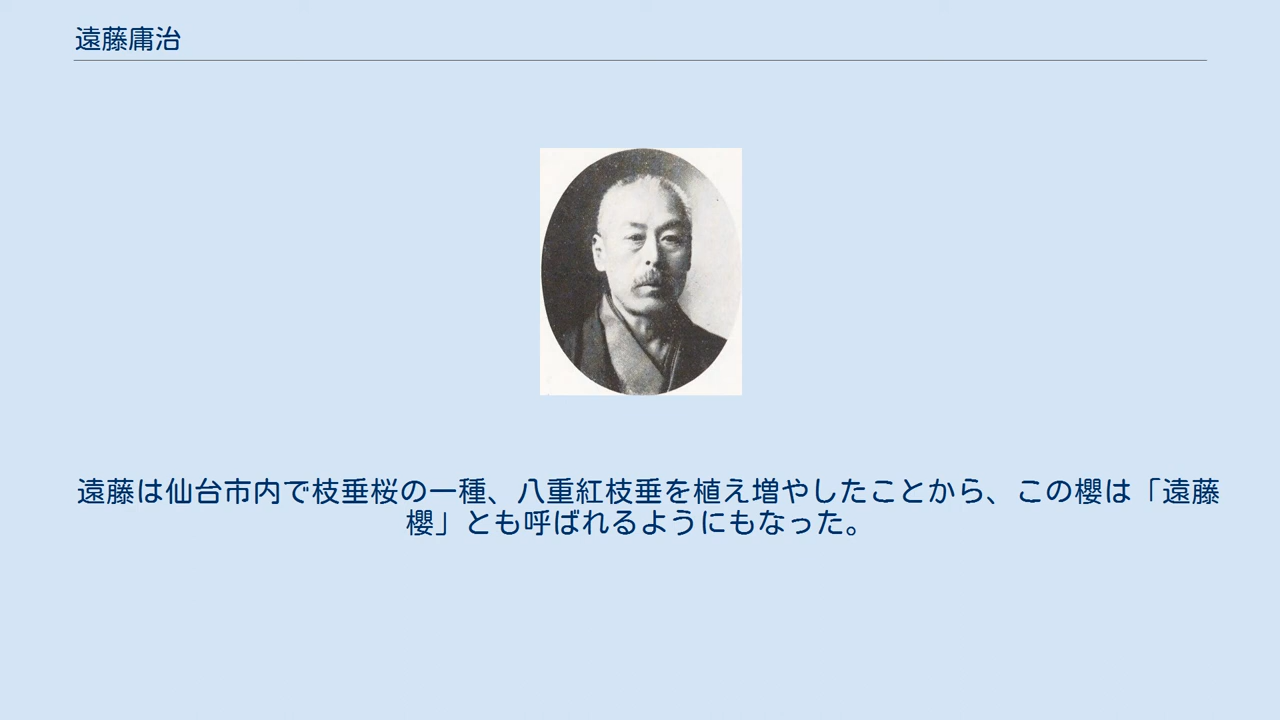 遠藤庸治
遠藤は仙台市内で枝垂桜の一種、八重紅枝垂を植え増やしたことから、この櫻は「遠藤
櫻」とも呼ばれるようにもなった。